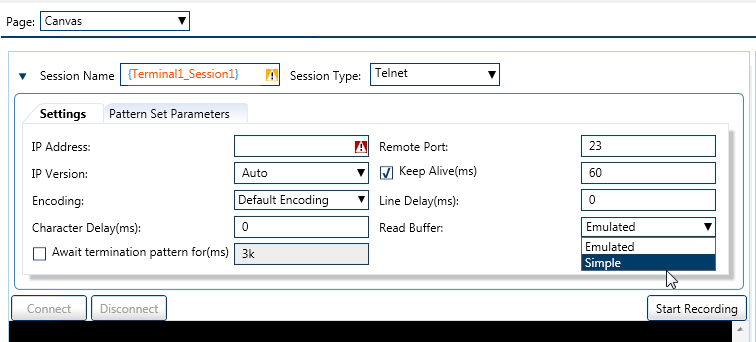 Page: Canvas
Session Name {Terminal1_Session1} Session Type: Telnet
Settings Pattern Set Parameters
IP Address: Remote Port: 23
IP Version: Auto Keep Alive(ms) 60
Encoding: Default Encoding Line Delay(ms): 0
Character Delay(ms): 0 Read Buffer: Emulated
Await termination pattern for(ms) 3k Emulated
Simple
Connect Disconnect Start Recording